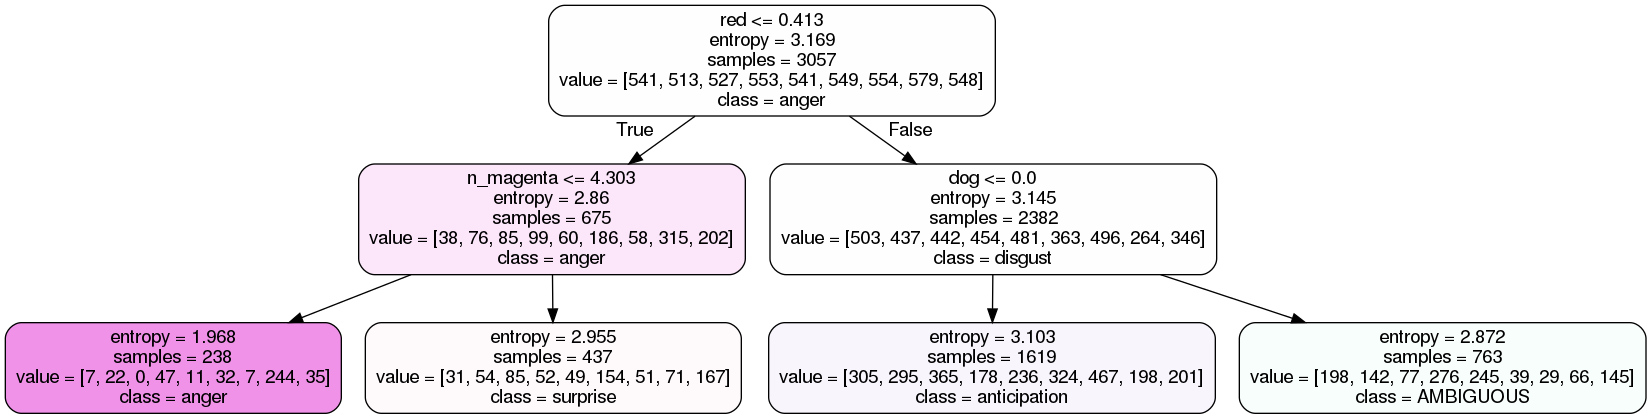 red <= 0.413
entropy = 3.169
samples = 3057
value = [541, 513, 527, 553, 541, 549, 554, 579, 548]
class = anger
True
False
n_magenta <= 4.303
entropy = 2.86
samples = 675
value = [38, 76, 85, 99, 60, 186, 58, 315, 202]
class = anger
dog <= 0.0
entropy = 3.145
samples = 2382
value = [503, 437, 442, 454, 481, 363, 496, 264, 346]
class = disgust
entropy = 1.968
samples = 238
value = [7, 22, 0, 47, 11, 32, 7, 244, 35]
class = anger
entropy = 2.955
samples = 437
value = [31, 54, 85, 52, 49, 154, 51, 71, 167]
class = surprise
entropy = 3.103
samples = 1619
value = [305, 295, 365, 178, 236, 324, 467, 198, 201]
class = anticipation
entropy = 2.872
samples = 763
value = [198, 142, 77, 276, 245, 39, 29, 66, 145]
class = AMBIGUOUS